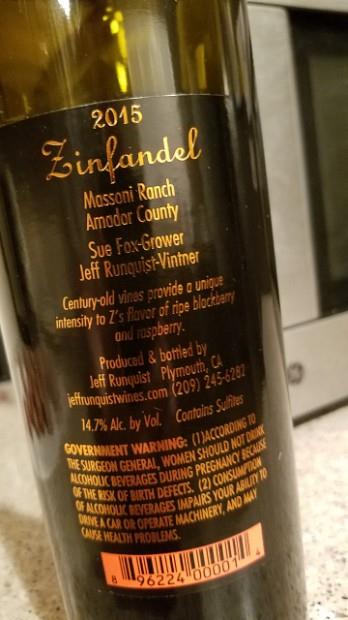 2015
Zinfandel
Massoni Ranch
Amador County
Sue Fox-Grower
Jeff Runquist-Vintner
Century-old vines provide a unique
intensity to Z's flavor of ripe blackberry
and raspberry.
Produced & bottled by
Jeff Runquist Plymouth, CA
jeffrunquistwines.com (209) 245-6282
14.7% Alc. by Vol. Contains Sulfites
GOVERNMENT WARNING: (1)ACCORDING TO
THE SURGEON GENERAL, WOMEN SHOULD NOT DRINK
ALCOHOLIC BEVERAGES DURING PREGNANCY BECAUSE
OF THE RISK OF BIRTH DEFECTS. (2) CONSUMPTION
OF ALCOHOLIC BEVERAGES IMPAIRS YOUR ABILITY TO
DRIVE A CAR OR OPERATE MACHINERY, AND MAY
CAUSE HEALTH PROBLEMS.
8 96224 00001 4